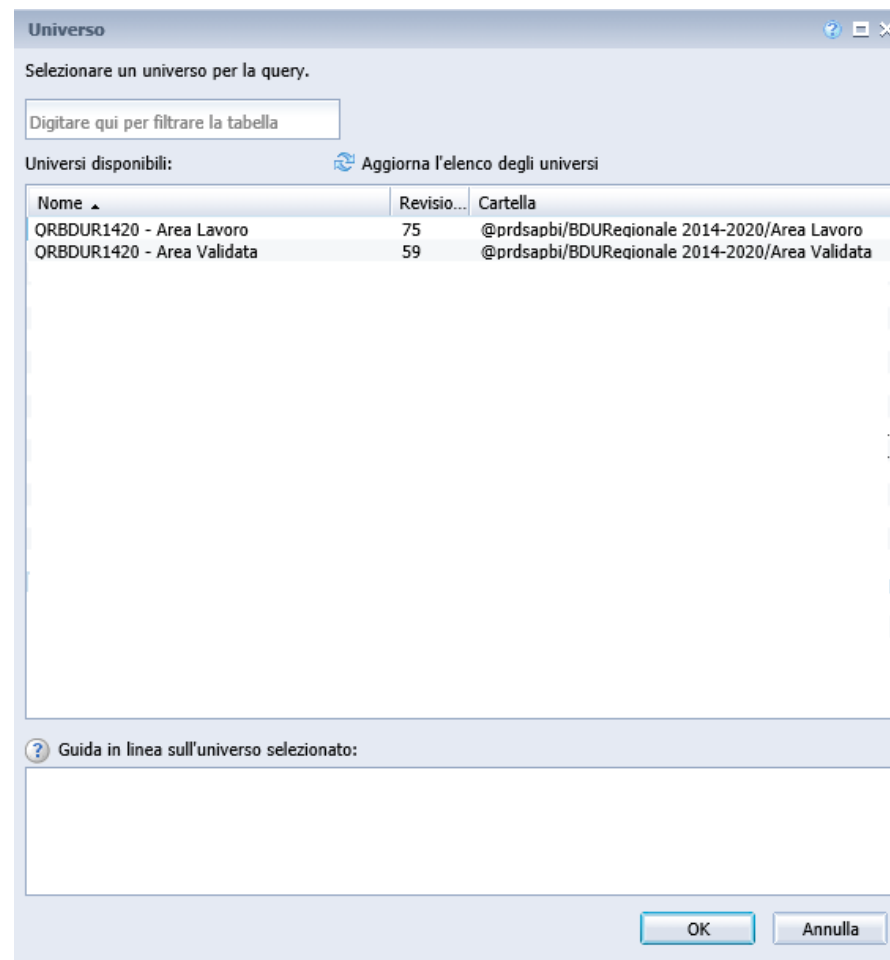 Universo
Selezionare un universo per la query.
Digitare qui per filtrare la tabella
Universi disponibili: Aggiorna l'elenco degli universi
Nome Revisio... Cartella
QRBDUR1420 - Area Lavoro 75 @prdsapbi/BDURegionale 2014-2020/Area Lavoro
QRBDUR1420 - Area Validata 59 @prdsapbi/BDURegionale 2014-2020/Area Validata
Guida in linea sull'universo selezionato:
OK Annulla